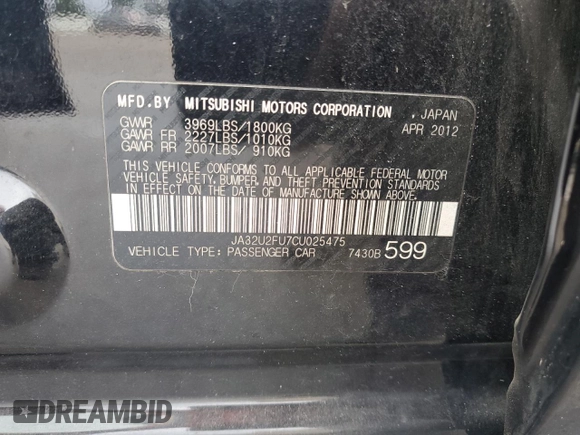 MFD.BY MITSUBISHI MOTORS CORPORATION , JAPAN
GVWR 3969LBS/1800KG APR 2012
GAWR FR 2227LBS/1010KG
GAWR RR 2007LBS/ 910KG
THIS VEHICLE CONFORMS TO ALL APPLICABLE FEDERAL MOTOR
VEHICLE SAFETY, BUMPER, AND THEFT PREVENTION STANDARDS
IN EFFECT ON THE DATE OF MANUFACTURE SHOWN ABOVE.
JA32U2FU7CU025475
VEHICLE TYPE: PASSENGER CAR 7430B 599
DREAMBID